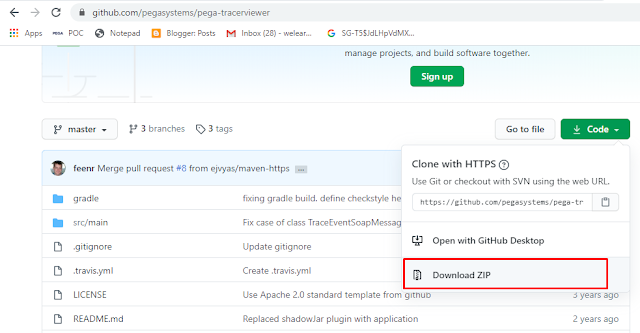 github.com/pegasystems/pega-tracerviewer
Apps PEGA POC Notepad Blogger: Posts Inbox (28) - welear... SG-T5$JdLHpVdMX...
manage projects, and build software together.
Sign up
master 3 branches 3 tags Go to file Code
feenr Merge pull request #8 from ejvyas/maven-https ...
gradle fixing gradle build. define checkstyle he
src/main Fix case of class TraceEventSoapMessag
.gitignore Update gitignore
.travis.yml Create .travis.yml
LICENSE Use Apache 2.0 standard template from github 3 years ago
README.md Replaced shadowJar plugin with application 2 years ago
Clone with HTTPS
Use Git or checkout with SVN using the web URL.
https://github.com/pegasystems/pega-tr
Open with GitHub Desktop
Download ZIP